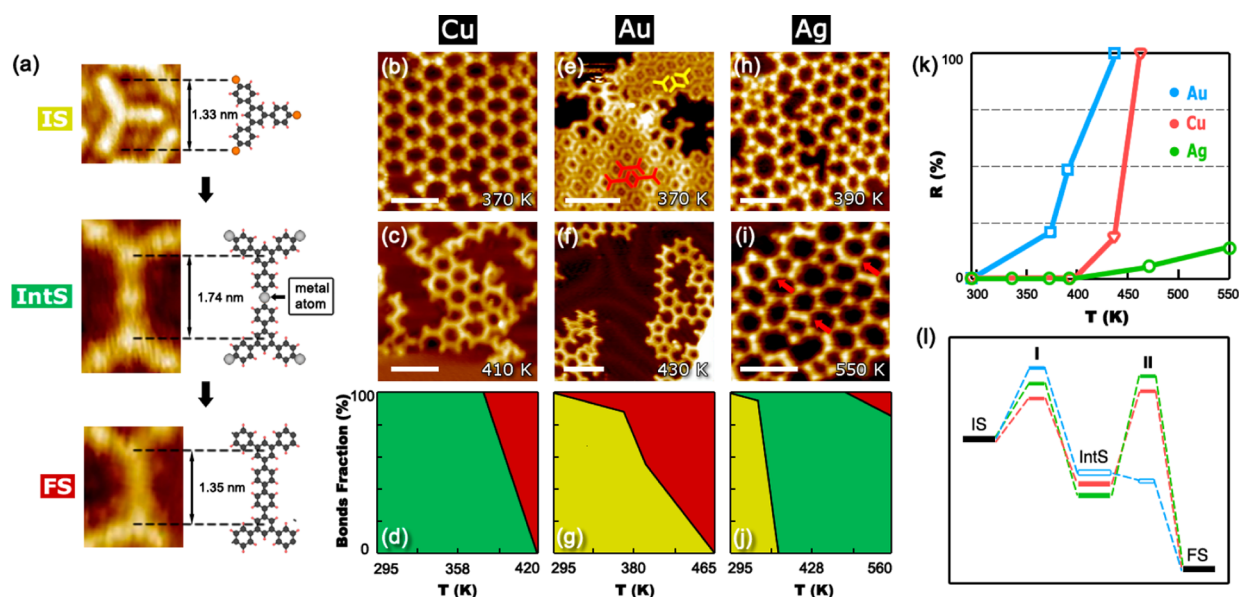 Cu
Au
Ag
(a)
IS
1.33 nm
IntS
1.74 nm
metal
atom
FS
1.35 nm
(b)
370 K
(e)
370 K
(h)
390 K
(c)
410 K
(f)
430 K
(i)
550 K
Bonds Fraction (%)
100
0
(d)
295
358
420
T (K)
(g)
295
380
465
T (K)
(j)
295
428
560
T (K)
(k)
R (%)
100
0
Au
Cu
Ag
300
350
400
450
500
550
T (K)
(l)
I
II
IS
IntS
FS